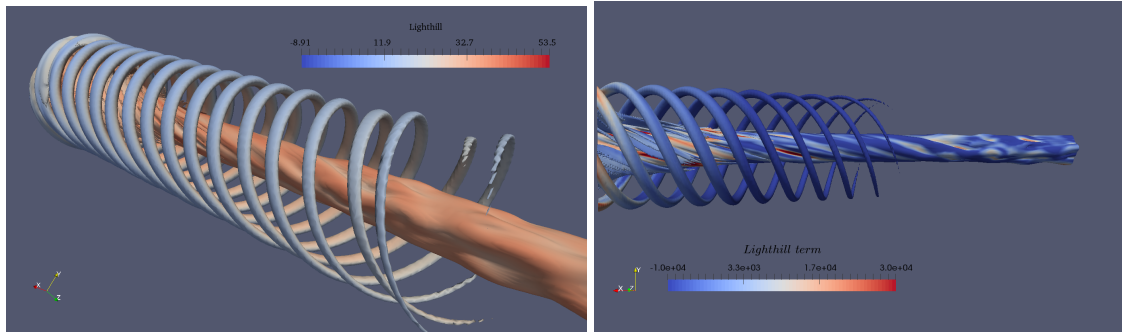 Lighthill
-8.91 11.9 32.7 53.5
Y
X
Z
Lighthill term
-1.0e+04 3.3e+03 1.7e+04 3.0e+04
Y
X Z